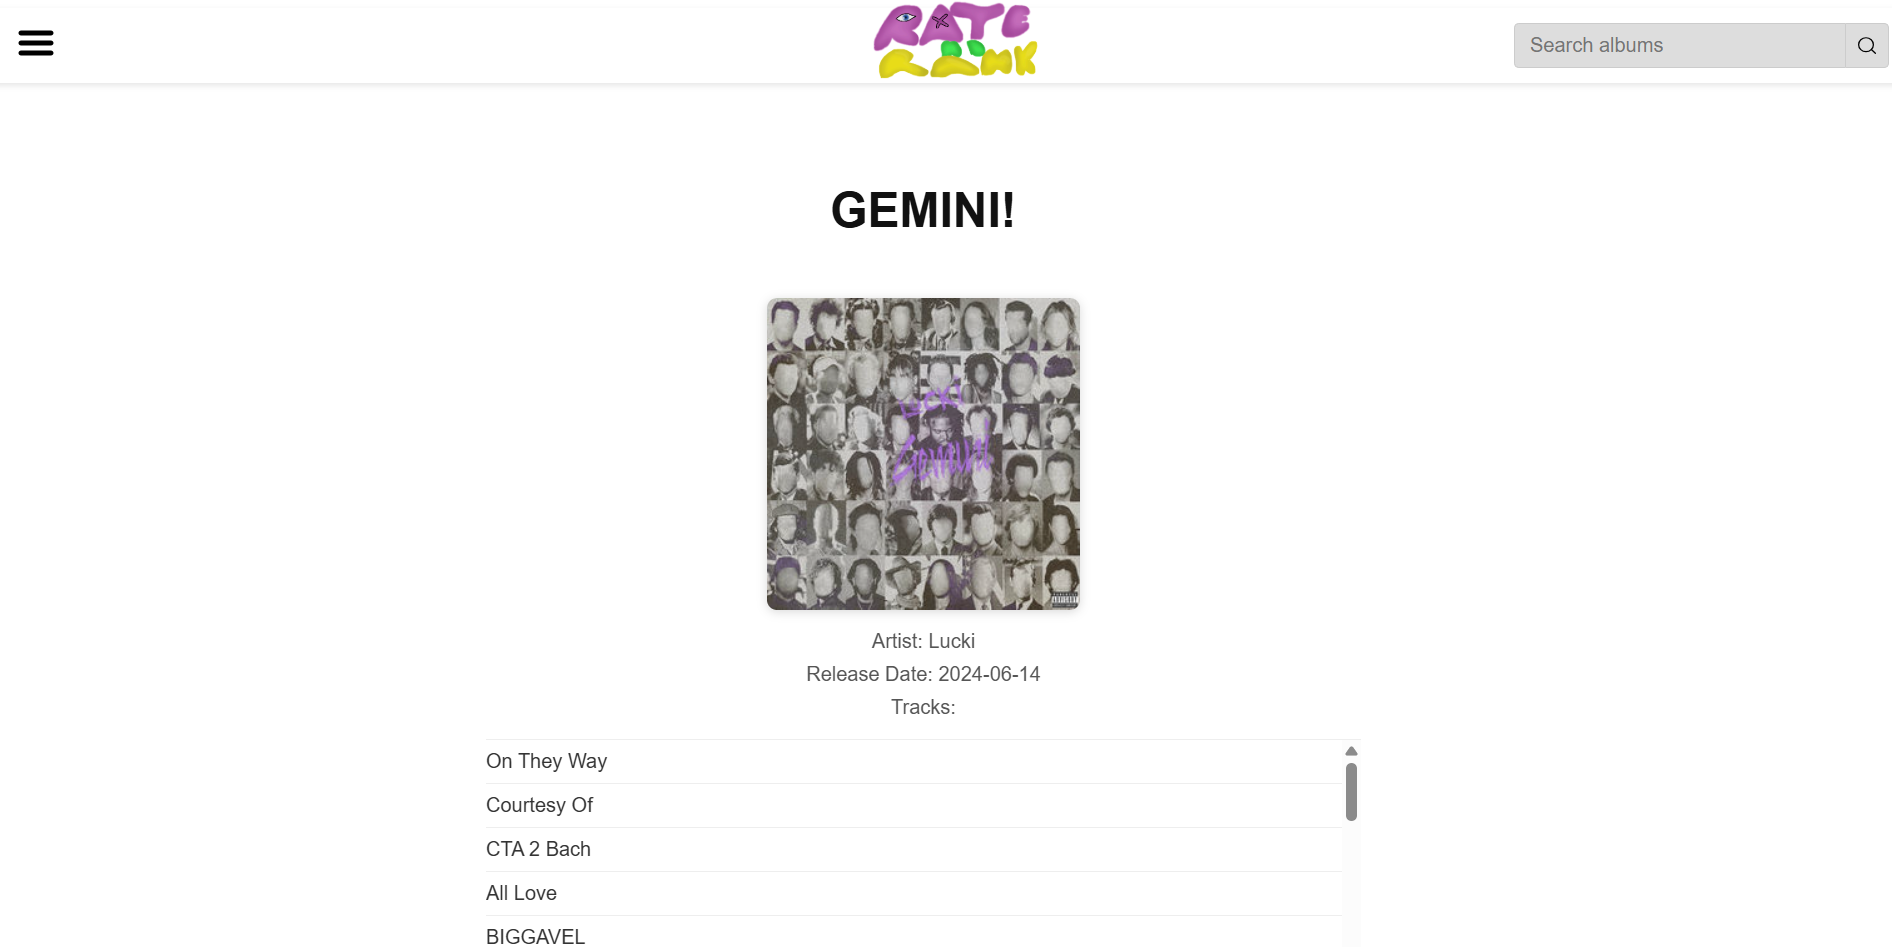 RATE
RANK
Search albums
GEMINI!
LUCKI
Gemini!
Artist: Lucki
Release Date: 2024-06-14
Tracks:
On They Way
Courtesy Of
CTA 2 Bach
All Love
BIGGAVEL